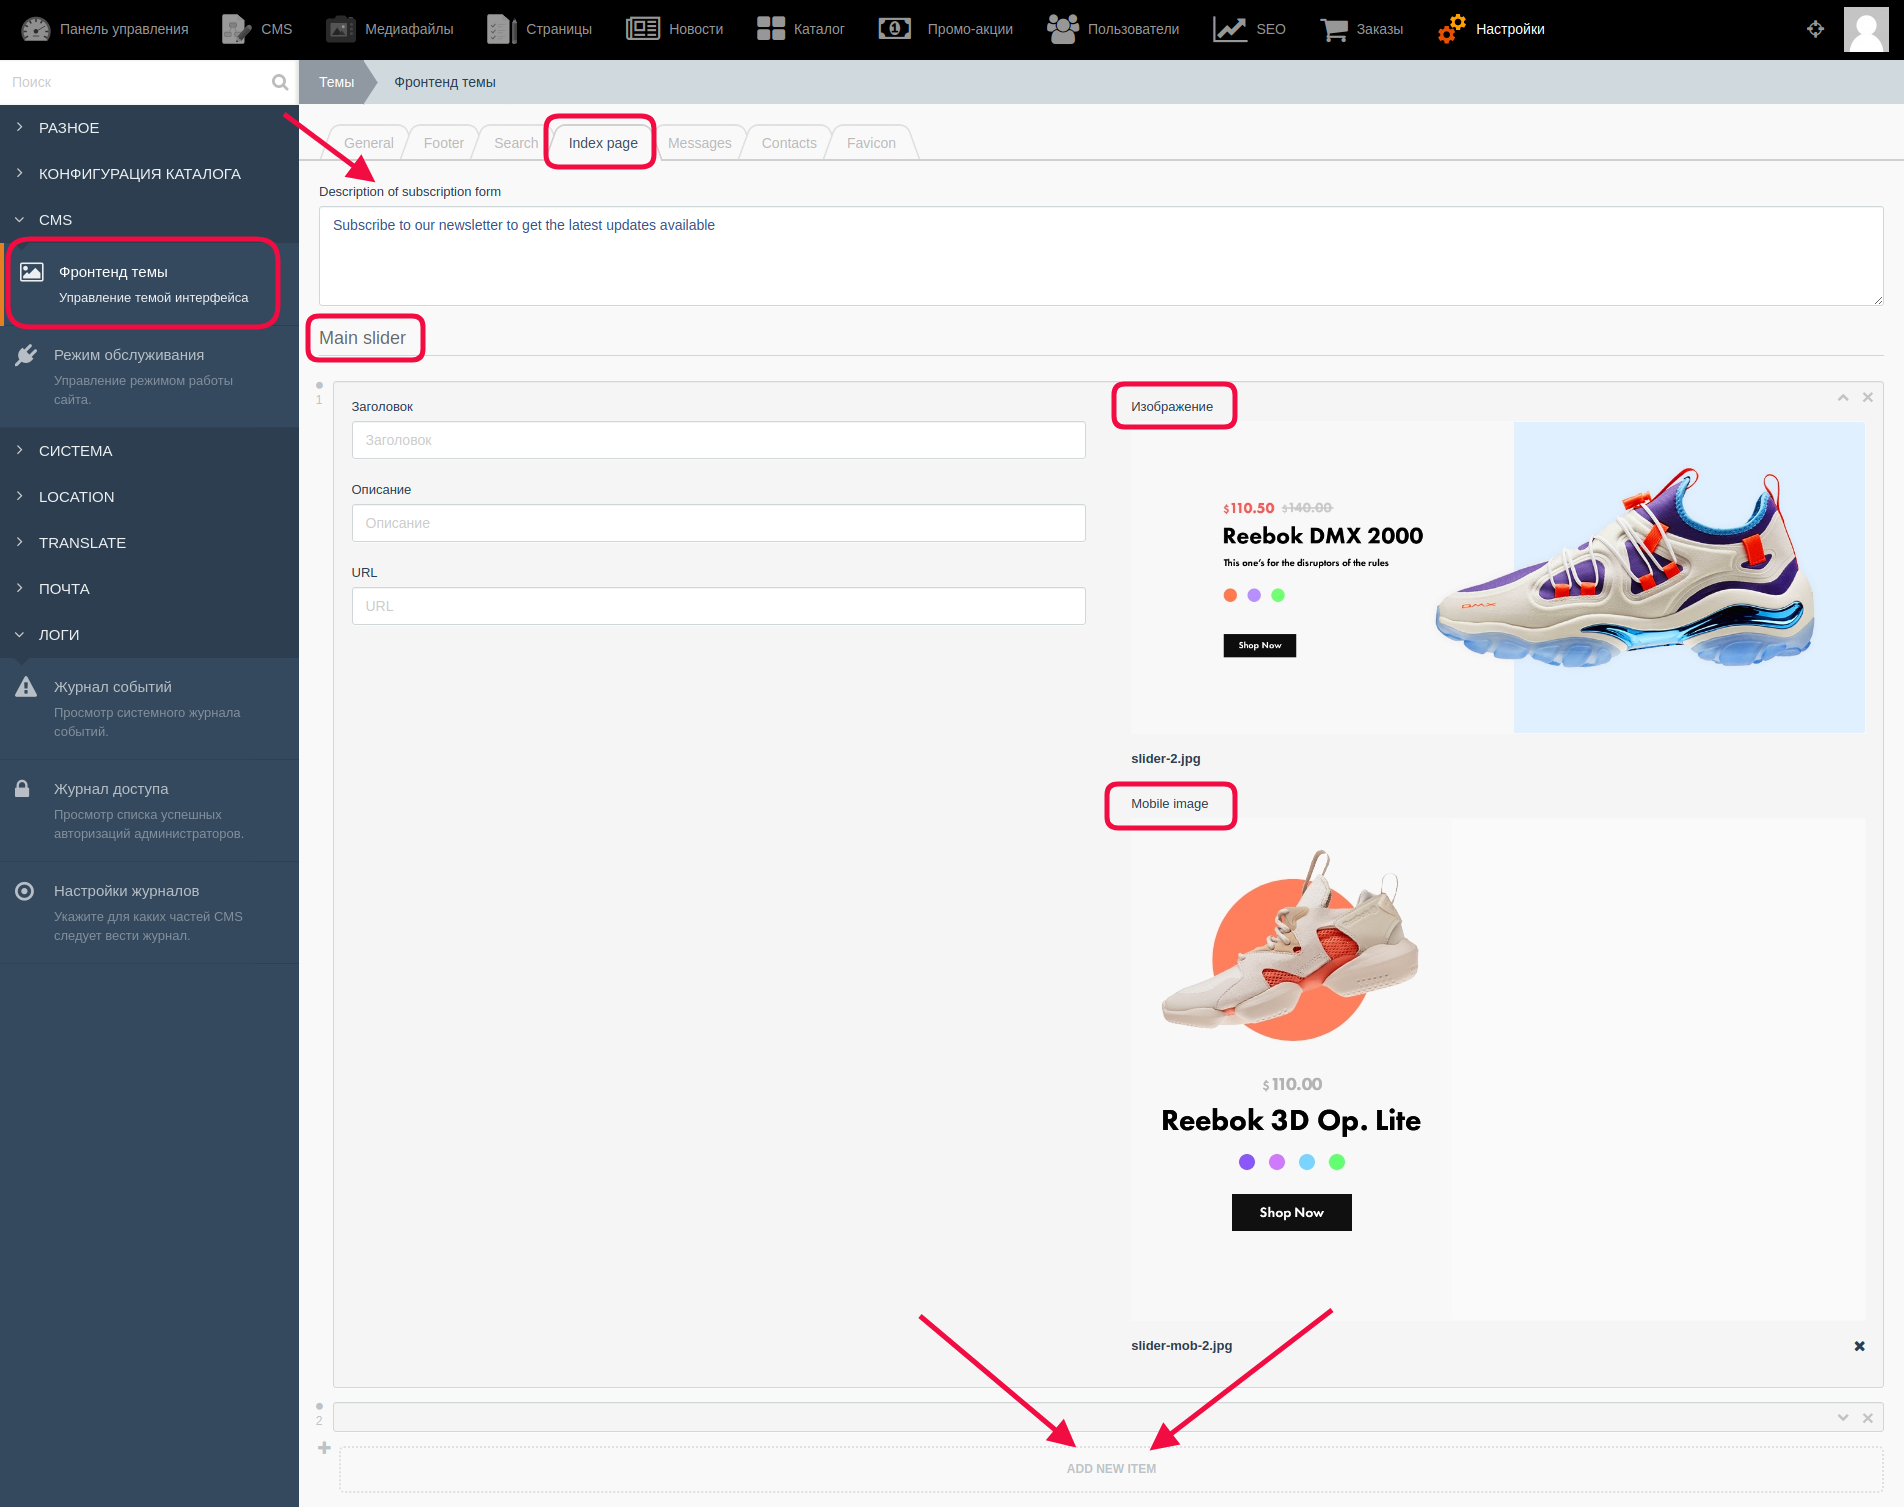 Панель управления
CMS
Медиафайлы
Страницы
Новости
Каталог
Промо-акции
Пользователи
SEO
Заказы
Настройки
Поиск
Темы
Фронтенд темы
РАЗНОЕ
КОНФИГУРАЦИЯ КАТАЛОГА
CMS
Фронтенд темы
Управление темой интерфейса
Режим обслуживания
Управление режимом работы
сайта.
СИСТЕМА
LOCATION
TRANSLATE
ПОЧТА
ЛОГИ
Журнал событий
Просмотр системного журнала
событий.
Журнал доступа
Просмотр списка успешных
авторизаций администраторов.
Настройки журналов
Укажите для каких частей CMS
следует вести журнал.
General
Footer
Search
Index page
Messages
Contacts
Favicon
Description of subscription form
Subscribe to our newsletter to get the latest updates available
Main slider
1
Заголовок
Заголовок
Описание
Описание
URL
URL
Изображение
$110.50 $140.00
Reebok DMX 2000
This one's for the disruptors of the rules
Shop Now
DMX
slider-2.jpg
Mobile image
$110.00
Reebok 3D Op. Lite
Shop Now
slider-mob-2.jpg
2
ADD NEW ITEM